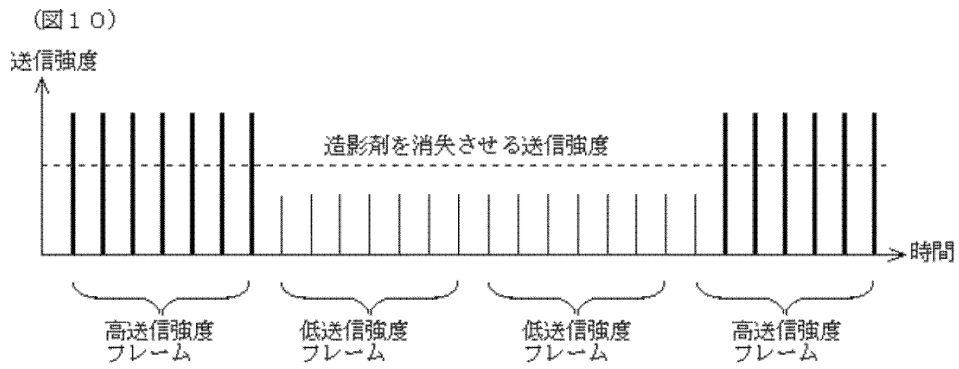 (図10)
送信強度
造影剤を消失させる送信強度
時間
高送信強度
フレーム
低送信強度
フレーム
低送信強度
フレーム
高送信強度
フレーム